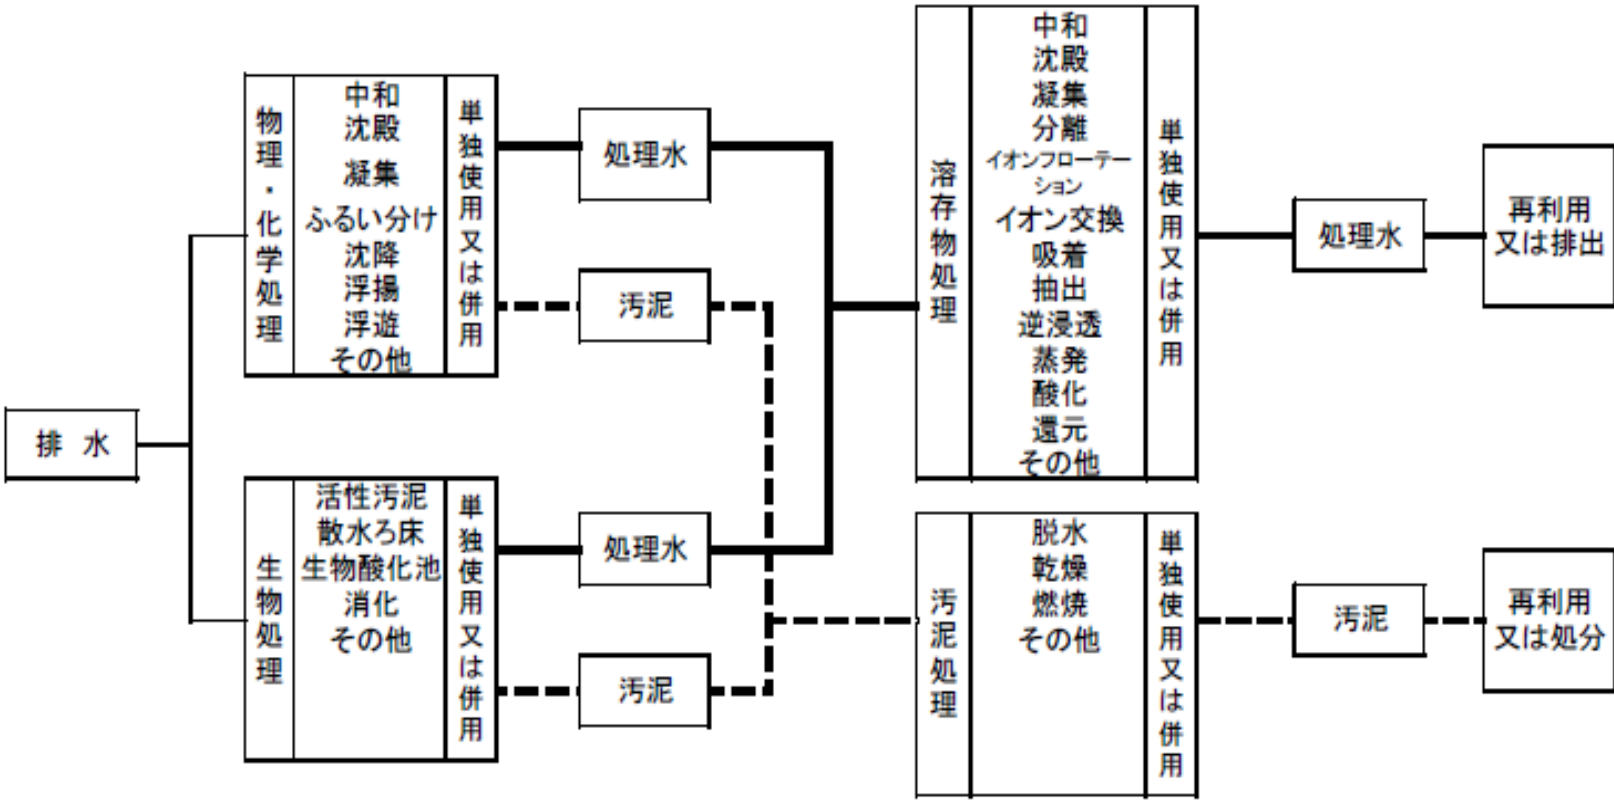 排水
物理・化学処理
中和
沈殿
凝集
ふるい分け
沈降
浮揚
浮遊
その他
単独使用又は併用
処理水
汚泥
生物処理
活性汚泥
散水ろ床
生物酸化池
消化
その他
単独使用又は併用
処理水
汚泥
溶存物処理
中和
沈殿
凝集
分離
イオンフローテー
ション
イオン交換
吸着
抽出
逆浸透
蒸発
酸化
還元
その他
単独使用又は併用
処理水
再利用
又は排出
汚泥処理
脱水
乾燥
燃焼
その他
単独使用又は併用
汚泥
再利用
又は処分